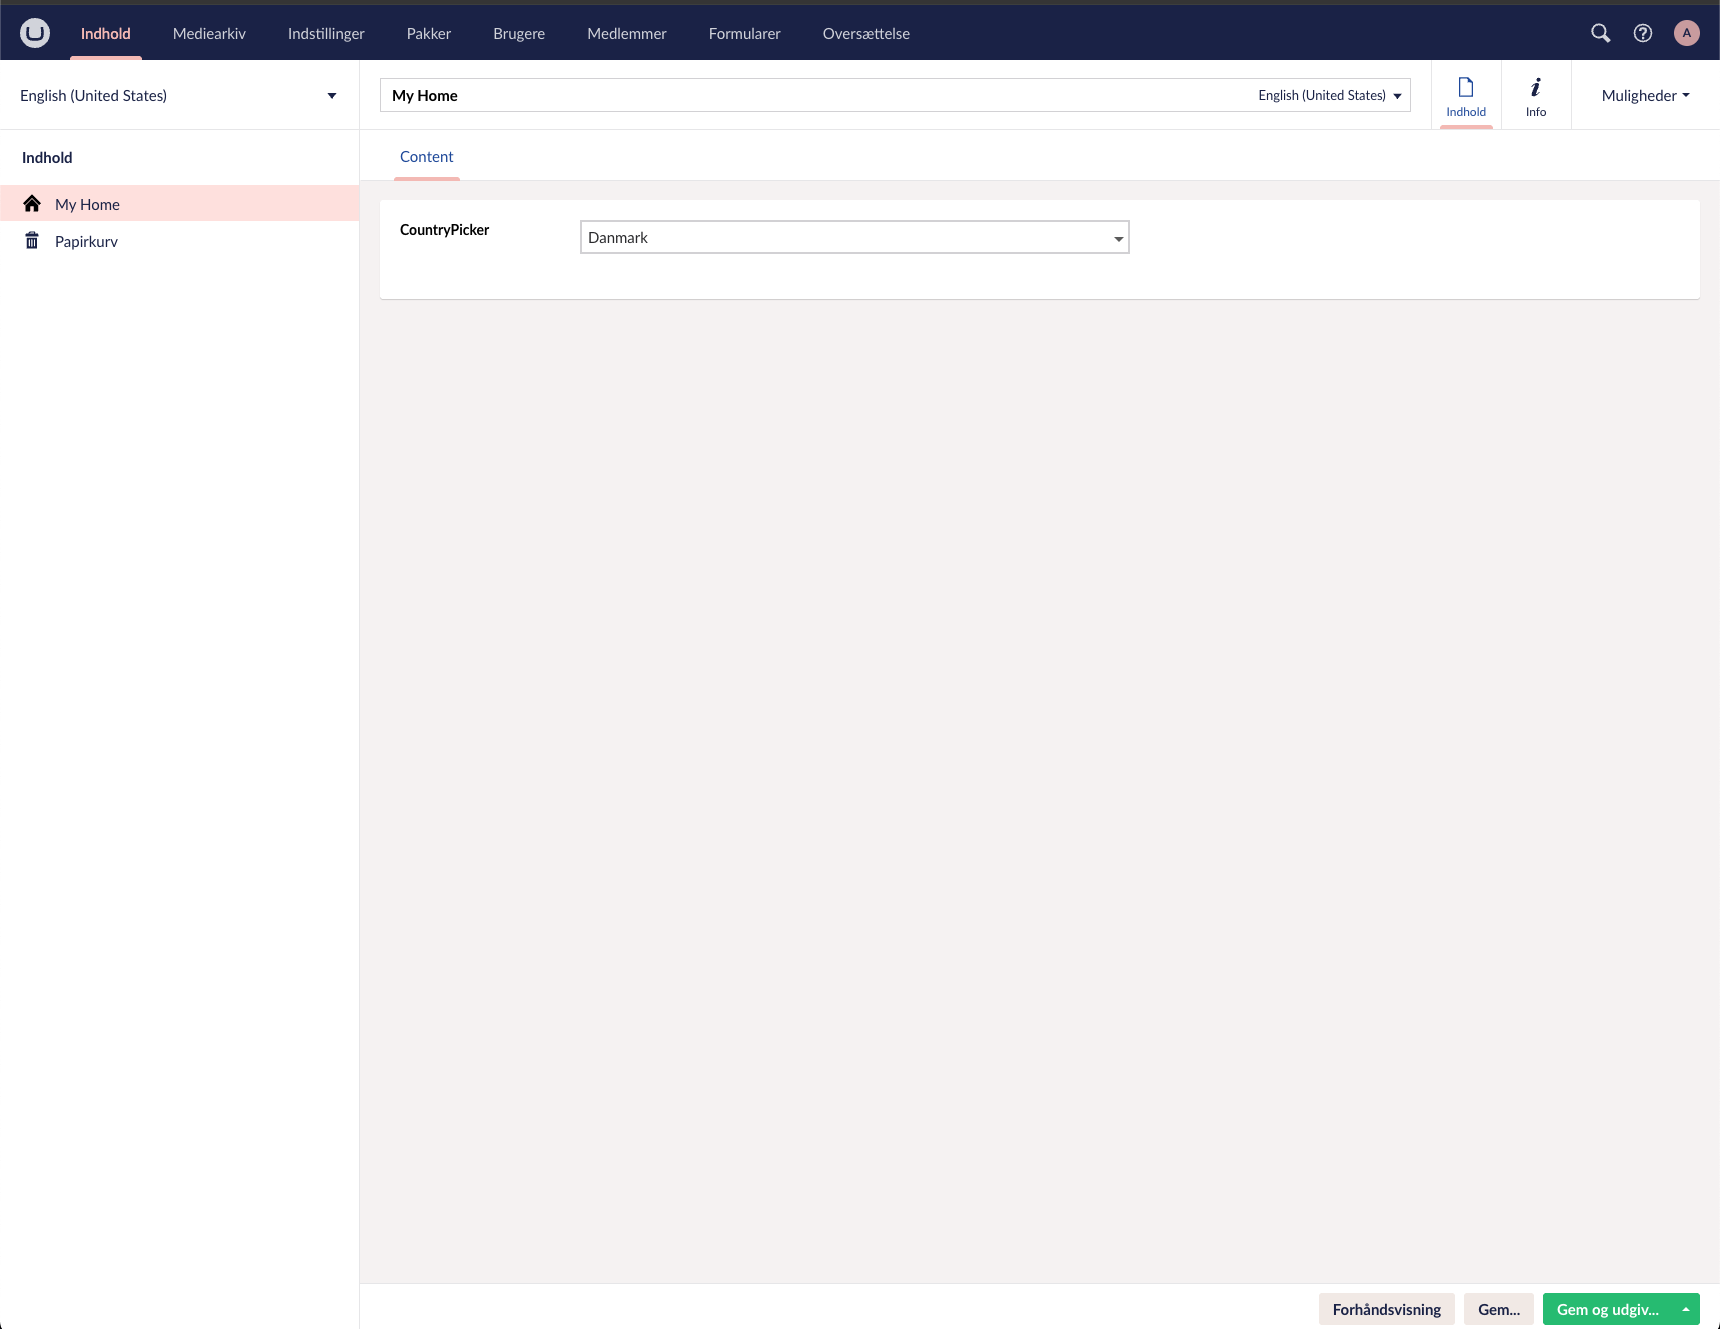 Indhold Mediearkiv Indstillinger Pakker Brugere Medlemmer Formularer Oversættelse A
English (United States)
My Home English (United States)
Indhold
Info
Muligheder
Indhold
Content
My Home
Papirkurv
CountryPicker Danmark
Forhåndsvisning Gem... Gem og udgiv...